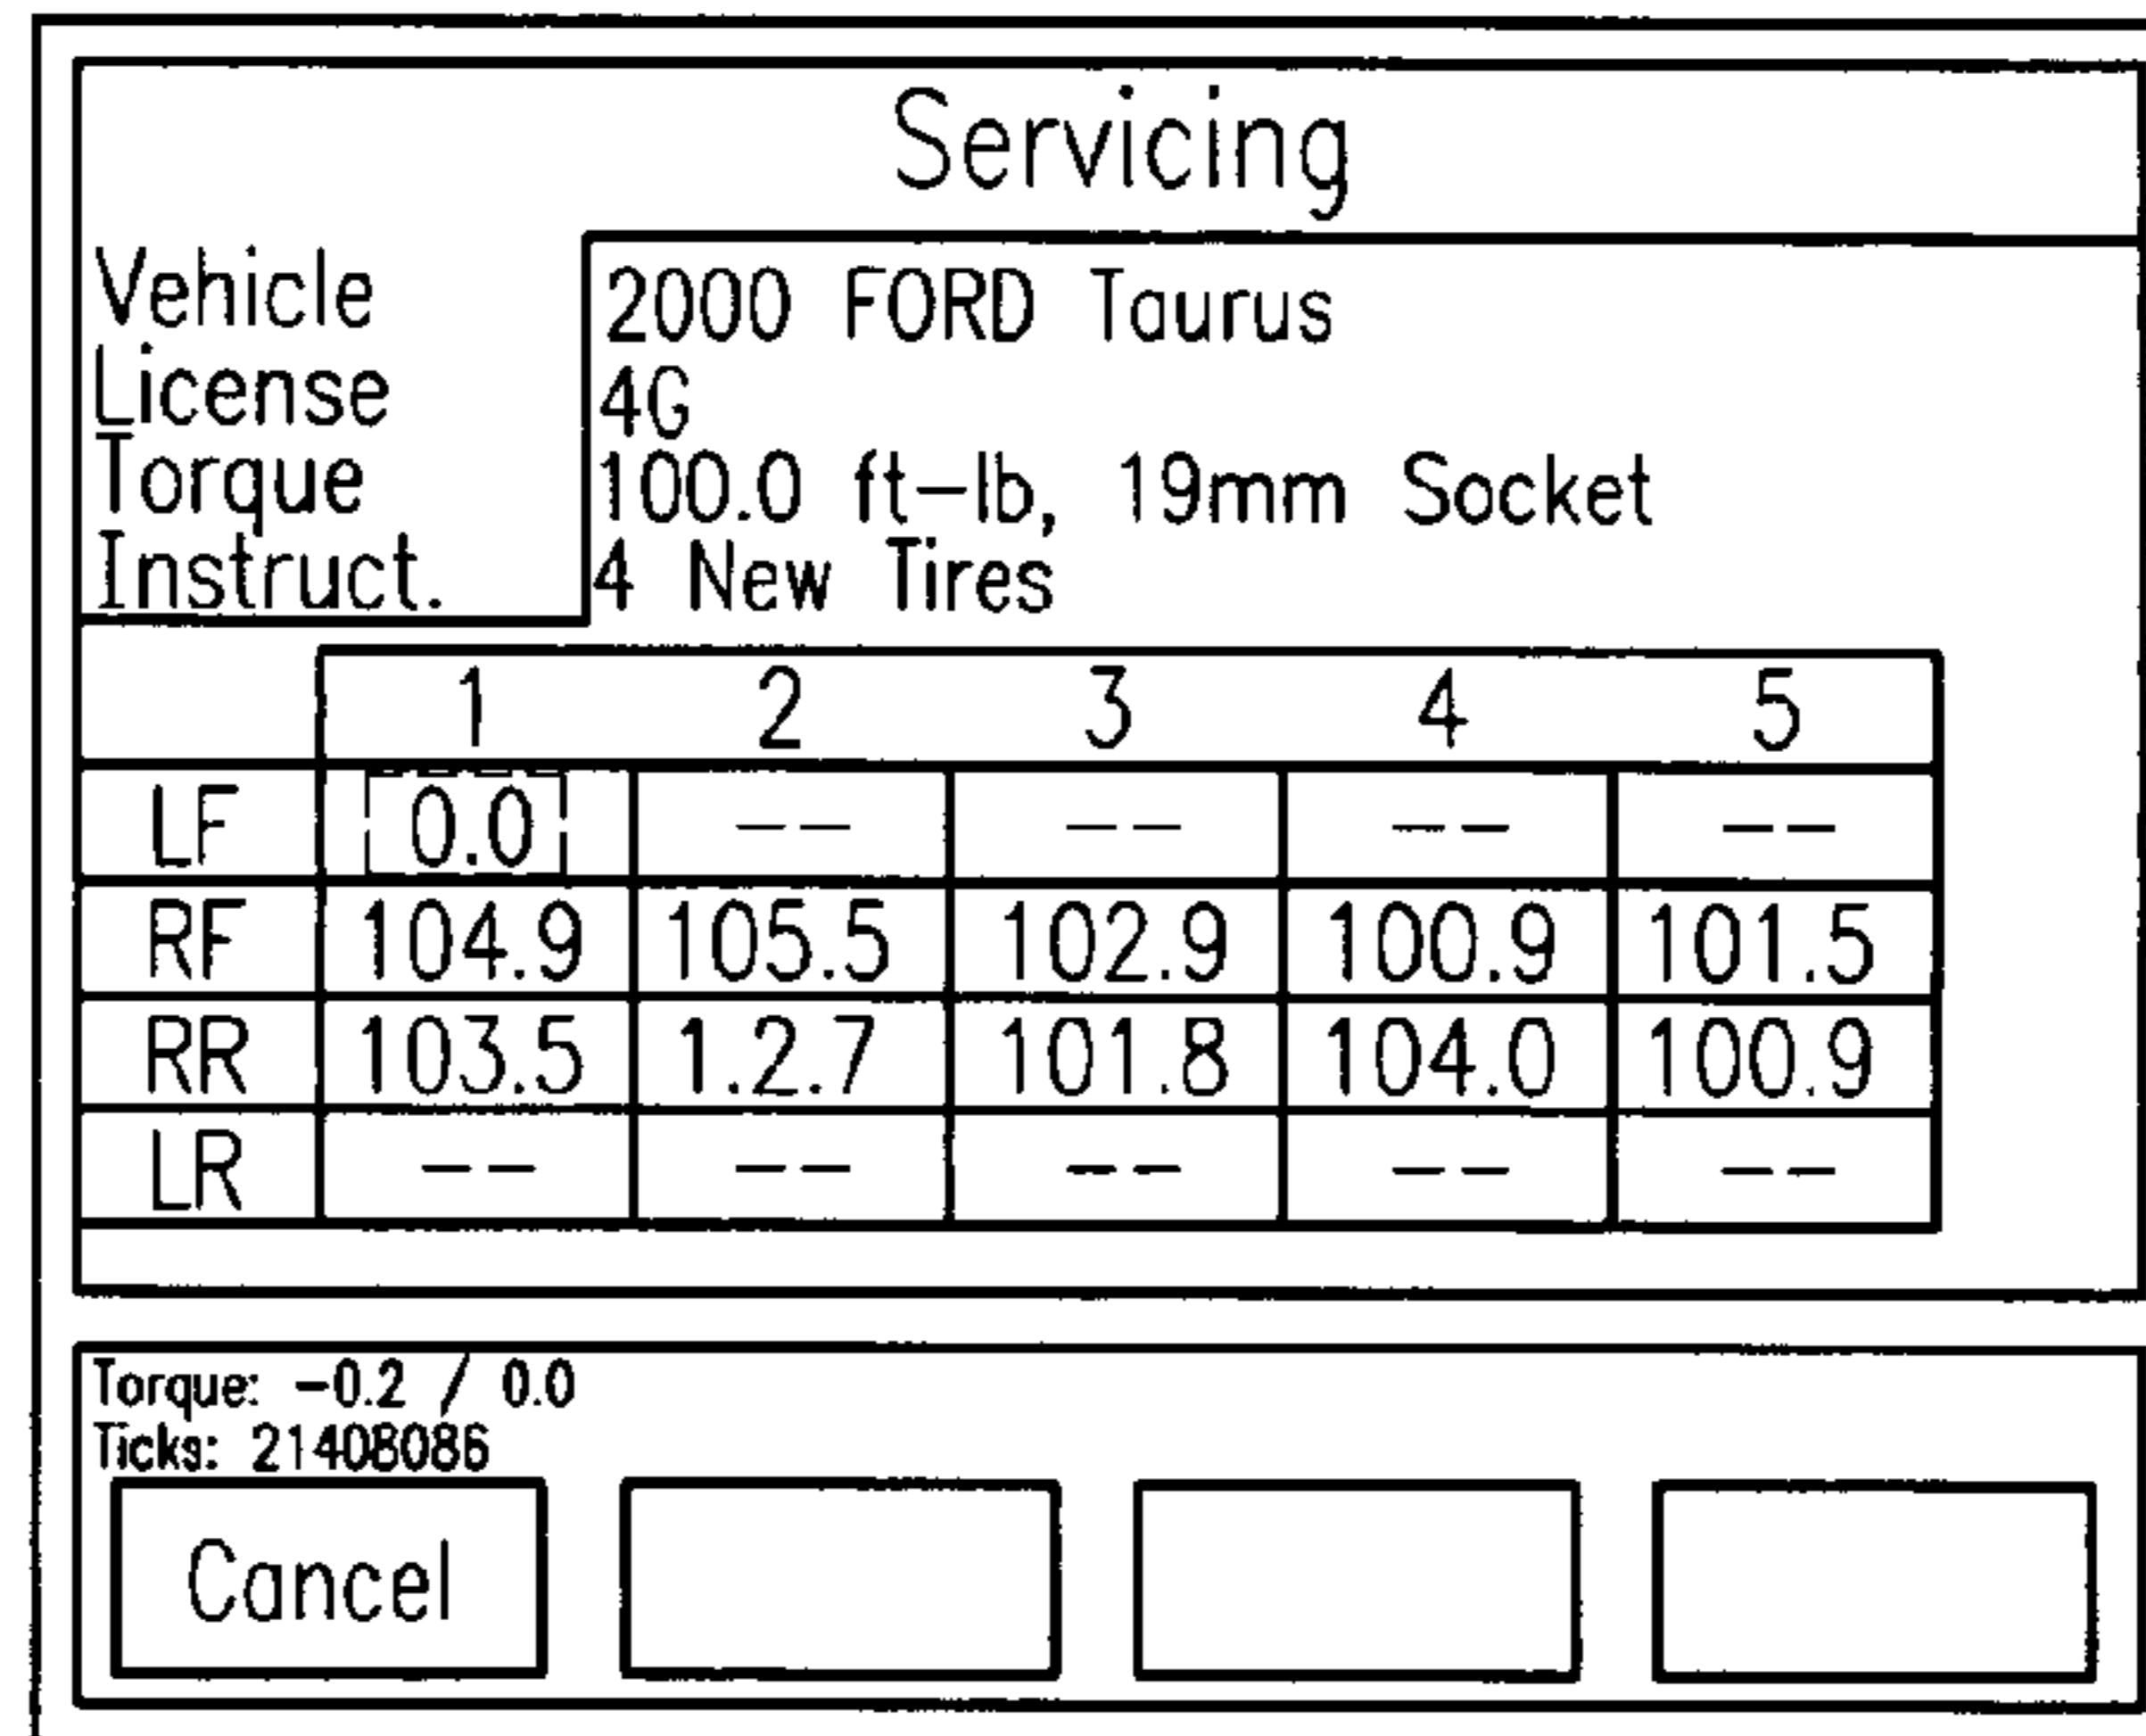 Servicing
Vehicle 2000 FORD Taurus
License 4G
Torque 100.0 ft-lb, 19mm Socket
Instruct. 4 New Tires
1 2 3 4 5
LF 0.0 -- -- -- --
RF 104.9 105.5 102.9 100.9 101.5
RR 103.5 1.2.7 101.8 104.0 100.9
LR -- -- -- -- --
Torque: -0.2 / 0.0
Ticks: 21408086
Cancel